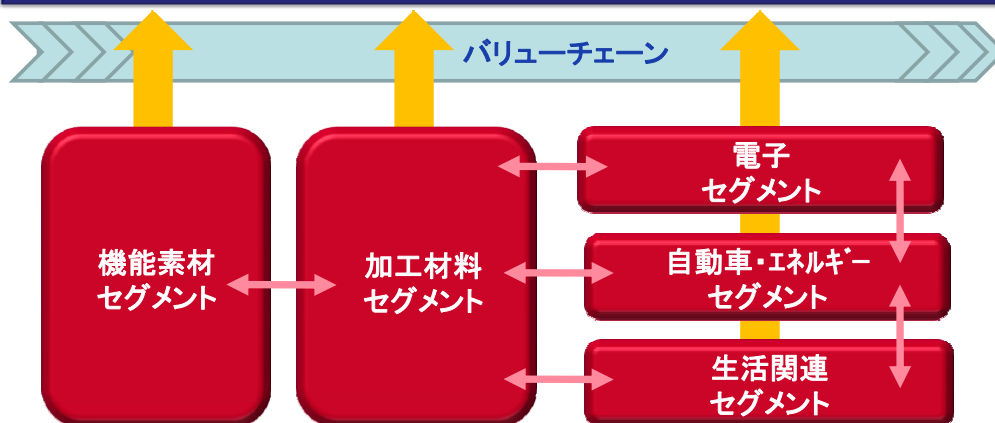 バリューチェーン
機能素材
セグメント
加工材料
セグメント
電子
セグメント
自動車・ｴﾈﾙｷﾞｰ
セグメント
生活関連
セグメント